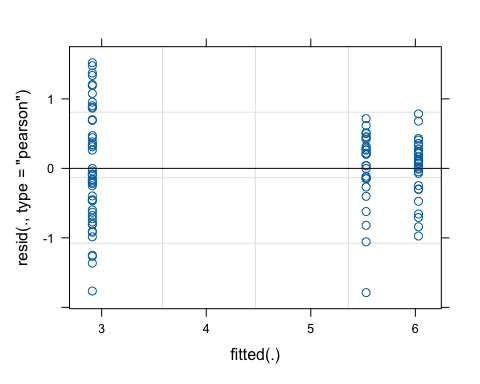 resid(., type = "pearson")
1
0
-1
3 4 5 6
fitted(.)